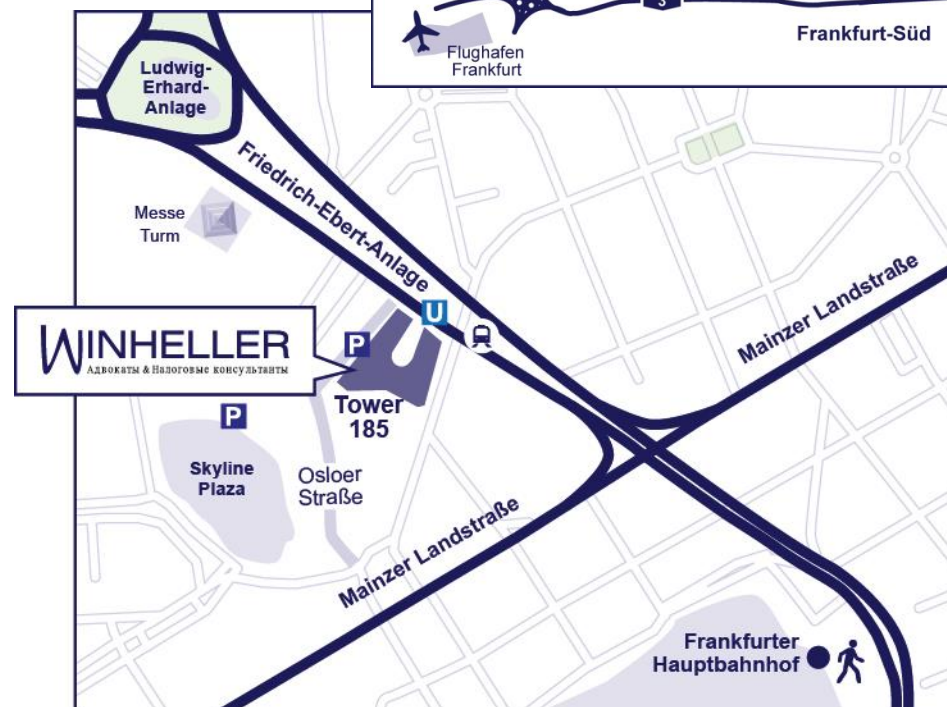 3
Flughafen
Frankfurt
Frankfurt-Süd
Ludwig-
Erhard-
Anlage
Friedrich-Ebert-Anlage
Messe
Turm
U
Mainzer Landstraße
WINHELLER
Адвокаты & Налоговые консультанты
P
Tower
185
P
Skyline
Plaza
Osloer
Straße
Mainzer Landstraße
Frankfurter
Hauptbahnhof